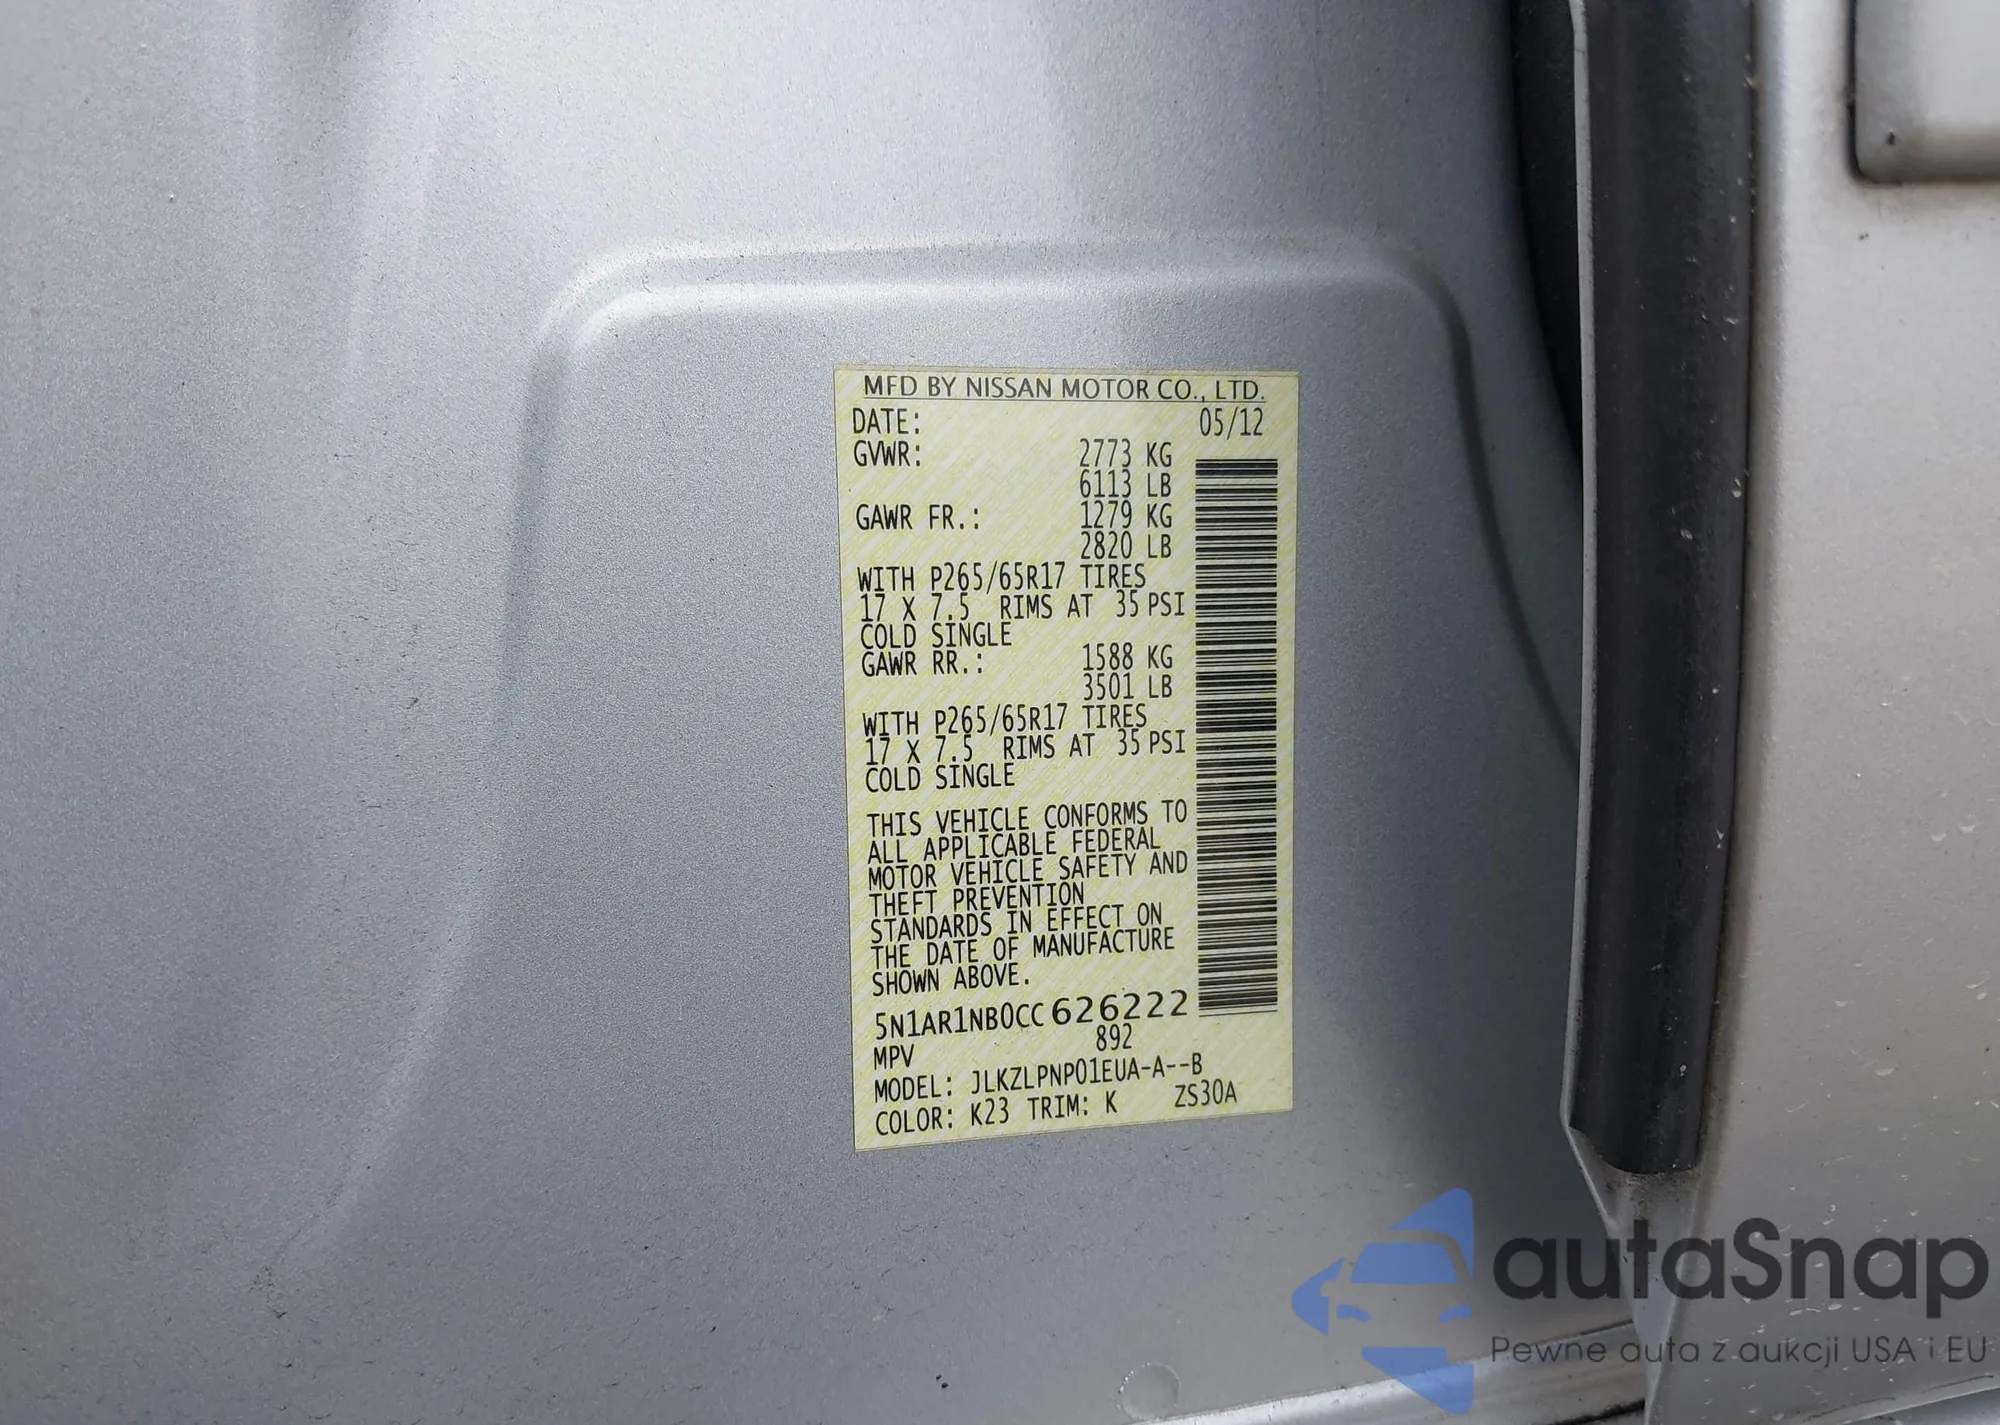 MFD BY NISSAN MOTOR CO., LTD.
DATE: 05/12
GVWR: 2773 KG
6113 LB
GAWR FR.: 1279 KG
2820 LB
WITH P265/65R17 TIRES
17 X 7.5 RIMS AT 35 PSI
COLD SINGLE
GAWR RR.: 1588 KG
3501 LB
WITH P265/65R17 TIRES
17 X 7.5 RIMS AT 35 PSI
COLD SINGLE
THIS VEHICLE CONFORMS TO
ALL APPLICABLE FEDERAL
MOTOR VEHICLE SAFETY AND
THEFT PREVENTION
STANDARDS IN EFFECT ON
THE DATE OF MANUFACTURE
SHOWN ABOVE.
5N1AR1NB0CC626222
MPV 892
MODEL: JLKZLPNP01EUA-A--B
COLOR: K23 TRIM: K ZS30A
autaSnap
Pewne auta z aukcji USA i EU